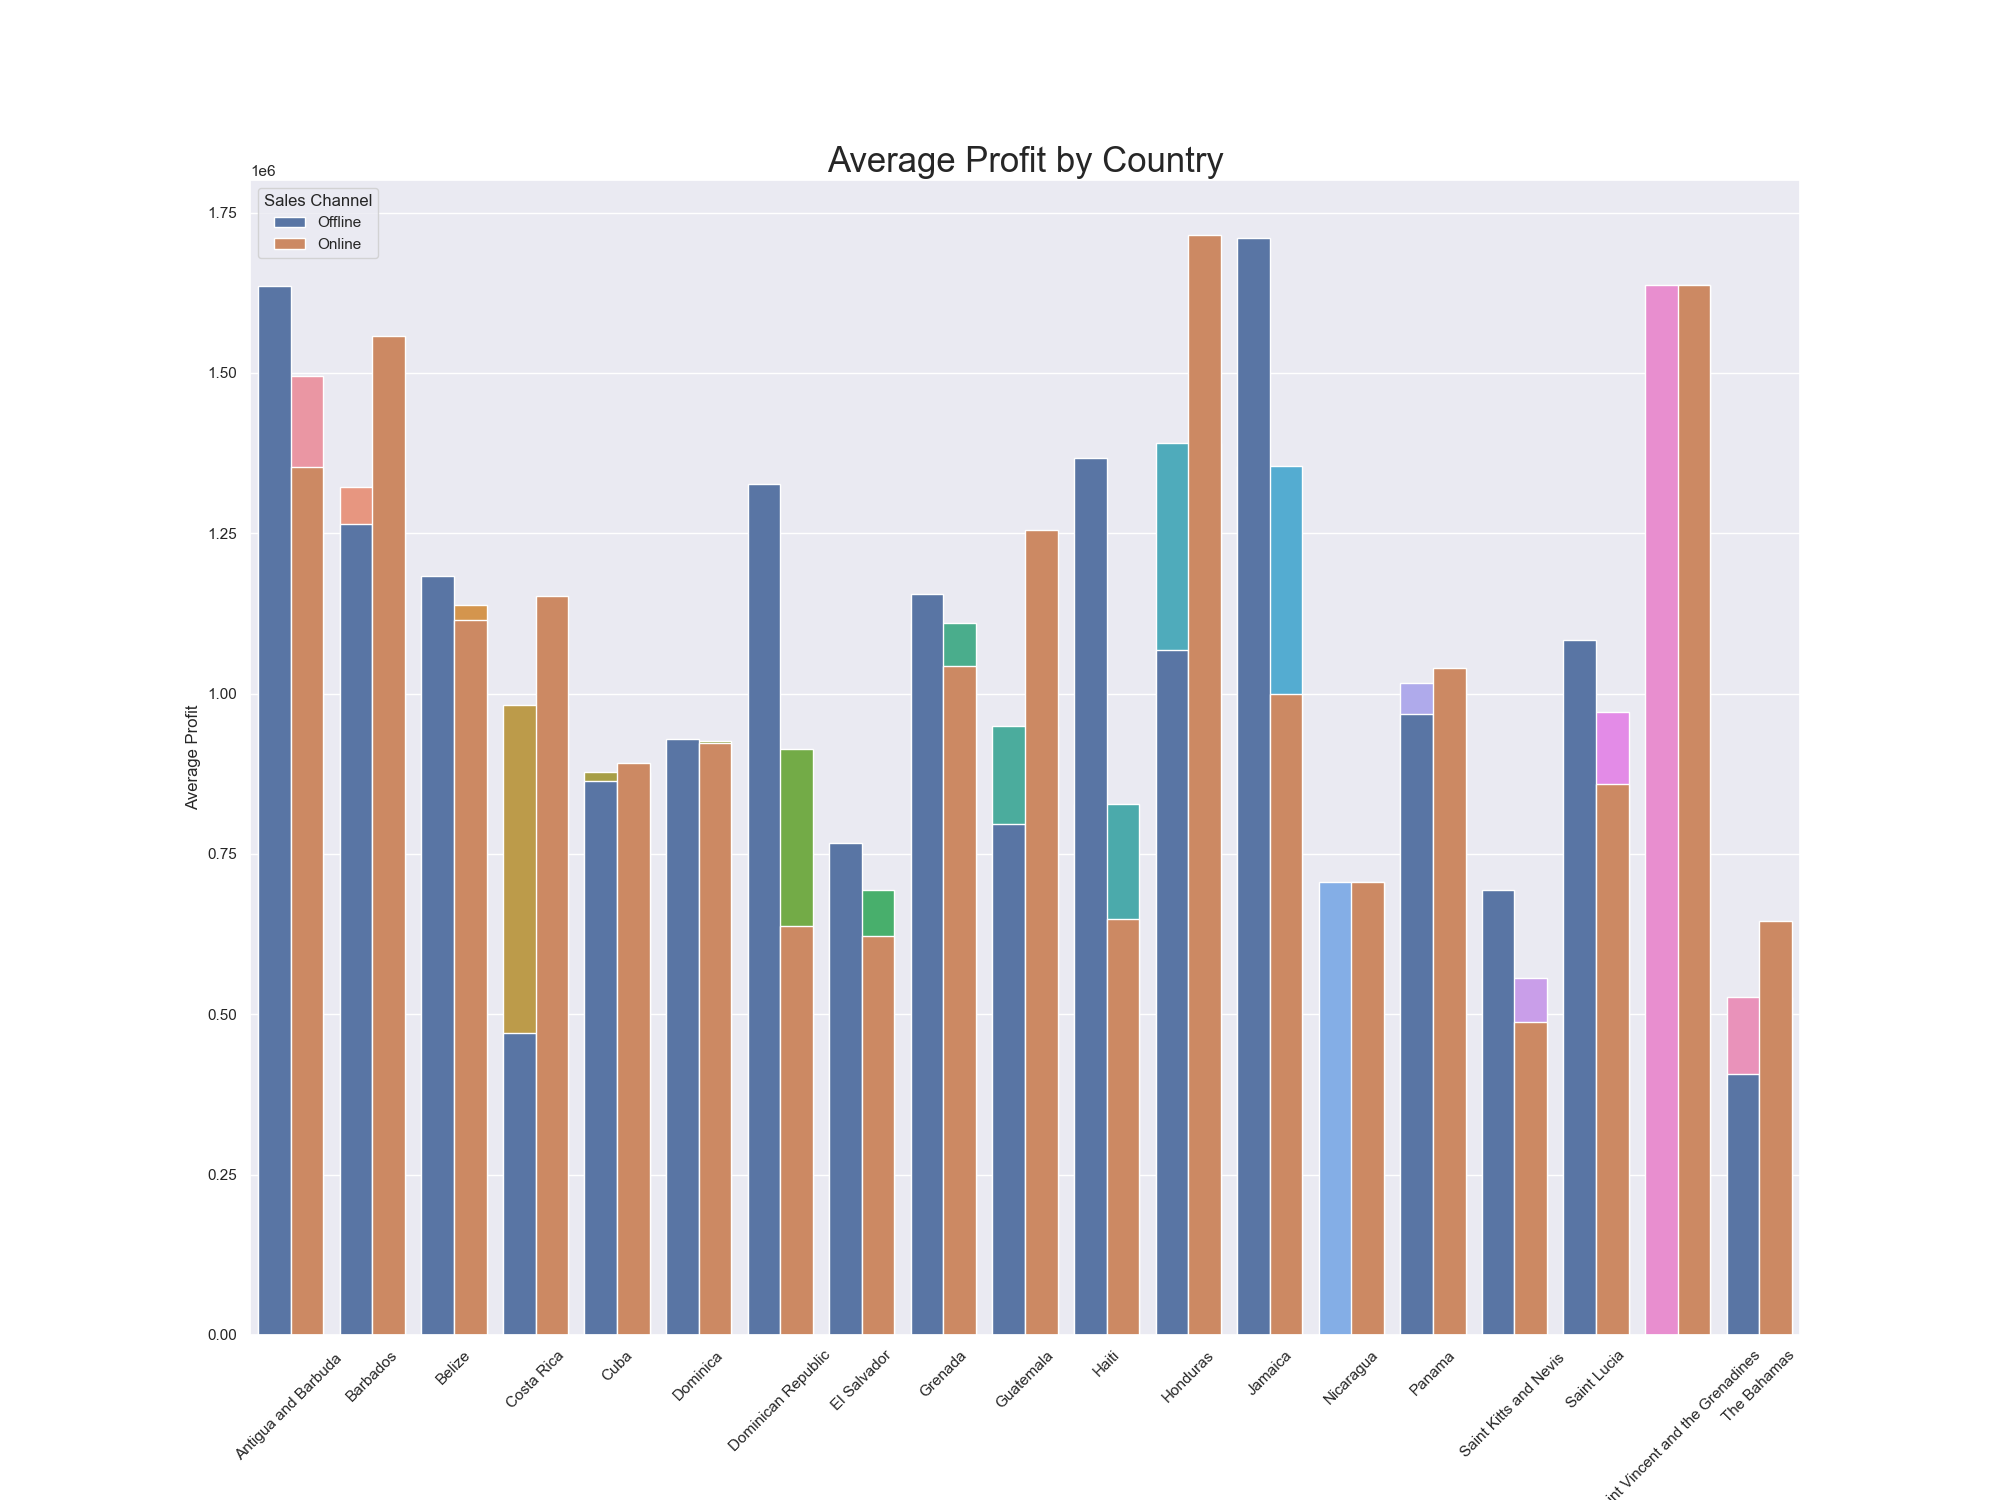 Average Profit by Country
1e6
Sales Channel
Offline
Online
1.75
1.50
1.25
1.00
0.75
0.50
0.25
0.00
Average Profit
Antigua and Barbuda
Barbados
Belize
Costa Rica
Cuba
Dominica
Dominican Republic
El Salvador
Grenada
Guatemala
Haiti
Honduras
Jamaica
Nicaragua
Panama
Saint Kitts and Nevis
Saint Lucia
Vincent and the Grenadines
The Bahamas